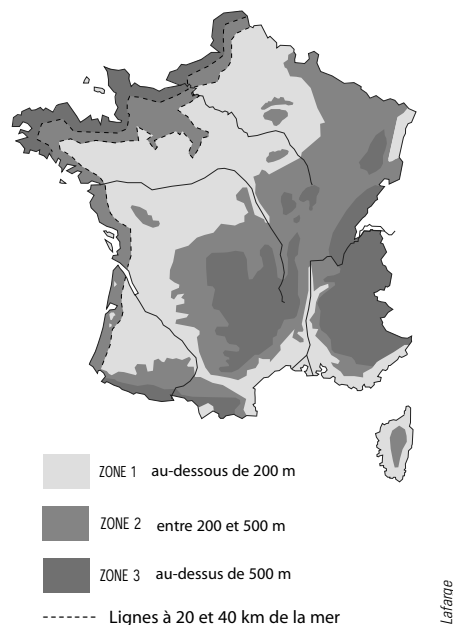 ZONE 1 au-dessous de 200 m
ZONE 2 entre 200 et 500 m
ZONE 3 au-dessus de 500 m
Lignes à 20 et 40 km de la mer
Lafarge